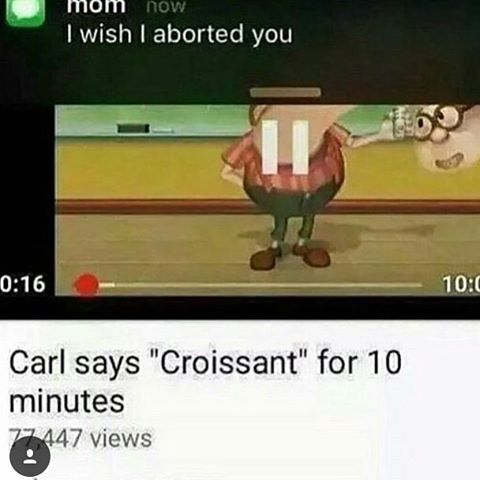 mom now
I wish I aborted you
0:16
10:0
Carl says "Croissant" for 10
minutes
77,447 views